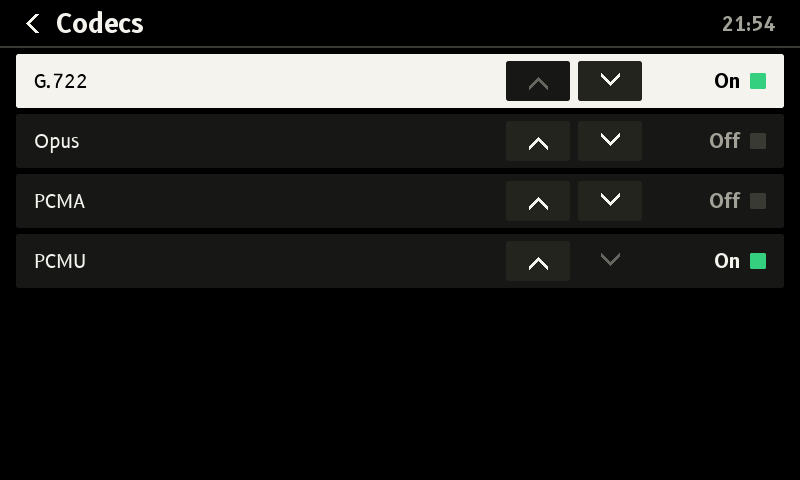 Codecs 21:54
G.722 On
Opus Off
PCMA Off
PCMU On